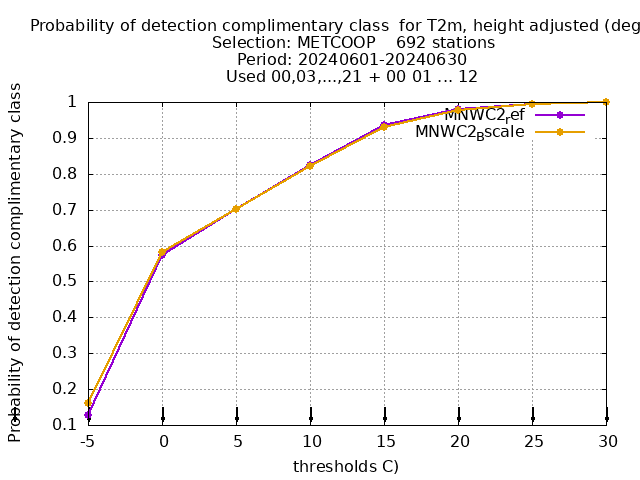 Probability of detection complimentary class  for T2m, height adjusted (deg
Selection: METCOOP    692 stations
Period: 20240601-20240630
Used 00,03,...,21 + 00 01 ... 12
Probability of detection complimentary class
1
0.9
0.8
0.7
0.6
0.5
0.4
0.3
0.2
0.1
MNWC2ref
MNWC2Bscale
-5 0 5 10 15 20 25 30
thresholds C)